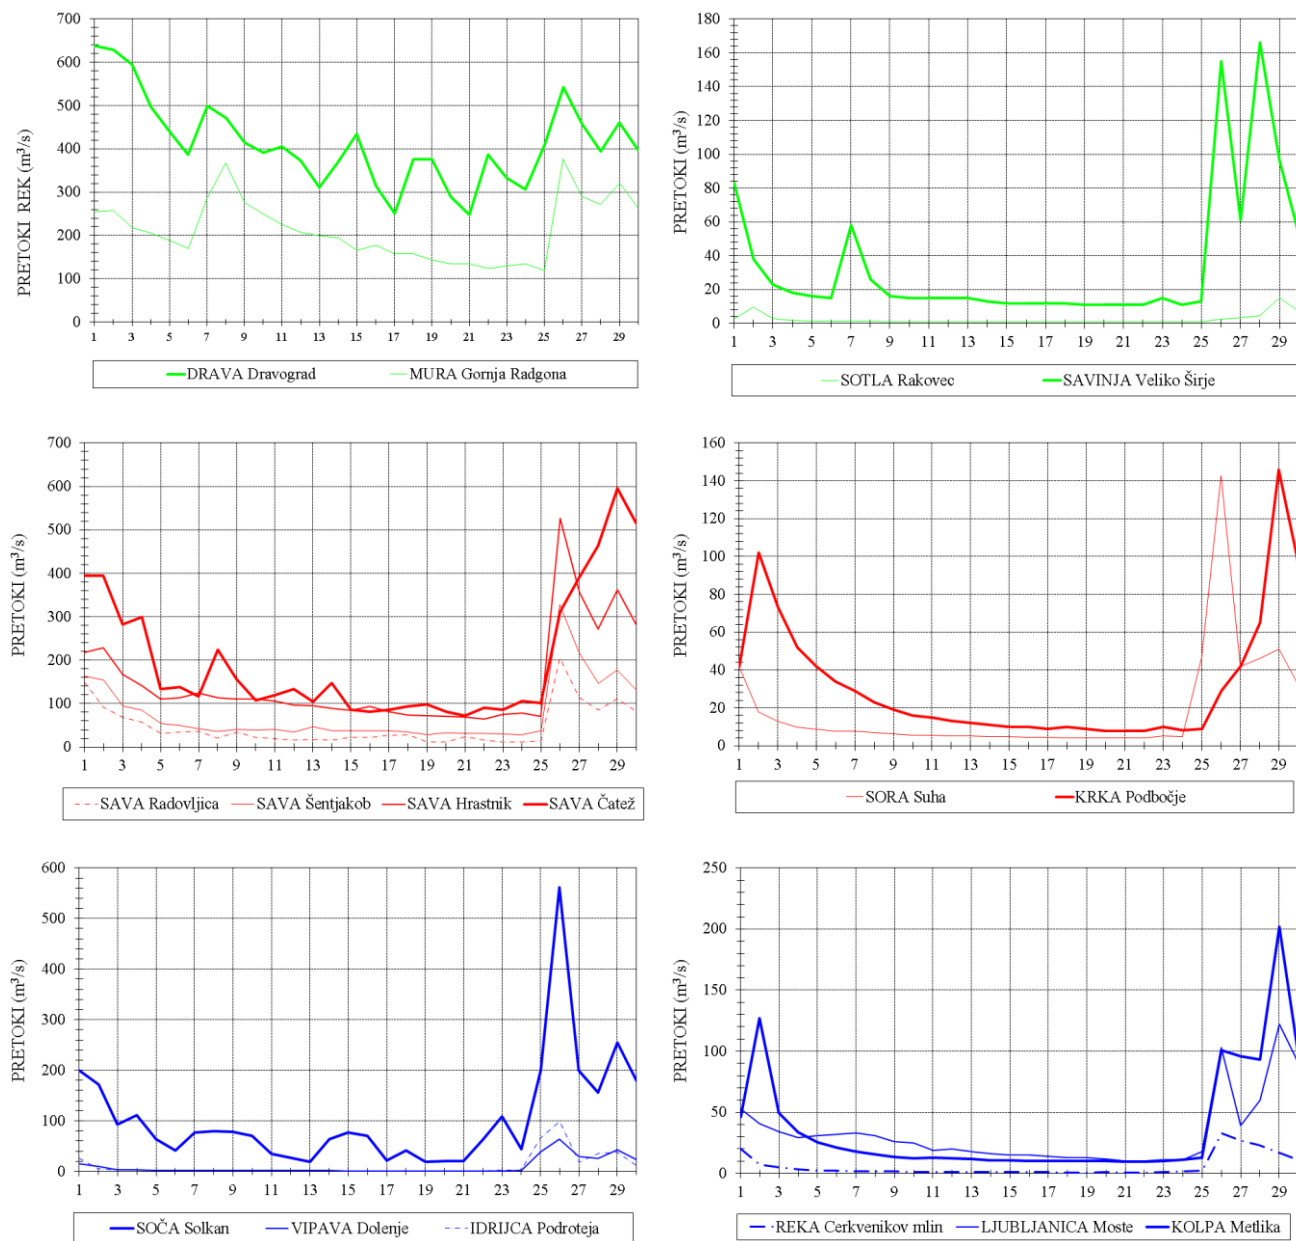 PRETOKI REK (m³/s)
700
600
500
400
300
200
100
0
1 3 5 7 9 11 13 15 17 19 21 23 25 27 29
DRAVA Dravograd MURA Gornja Radgona
PRETOKI (m³/s)
180
160
140
120
100
80
60
40
20
0
1 3 5 7 9 11 13 15 17 19 21 23 25 27 29
SOTLA Rakovec SAVINJA Veliko Širje
PRETOKI (m³/s)
700
600
500
400
300
200
100
0
1 3 5 7 9 11 13 15 17 19 21 23 25 27 29
SAVA Radovljica SAVA Šentjakob SAVA Hrastnik SAVA Čatež
PRETOKI (m³/s)
160
140
120
100
80
60
40
20
0
1 3 5 7 9 11 13 15 17 19 21 23 25 27 29
SORA Suha KRKA Podbočje
PRETOKI (m³/s)
600
500
400
300
200
100
0
1 3 5 7 9 11 13 15 17 19 21 23 25 27 29
SOČA Solkan VIPAVA Dolenje IDRIJCA Podroteja
PRETOKI (m³/s)
250
200
150
100
50
0
1 3 5 7 9 11 13 15 17 19 21 23 25 27 29
REKA Cerkvenikov mlin LJUBLJANICA Moste KOLPA Metlika